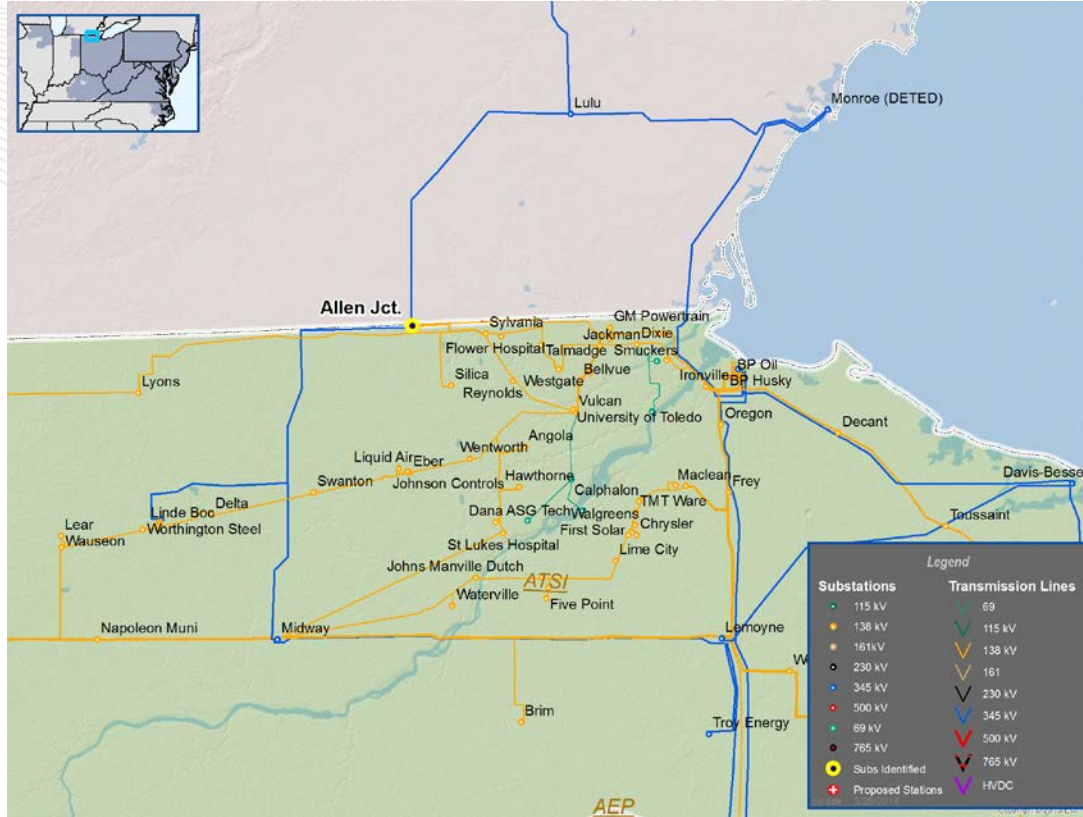 Lulu
Monroe (DETED)
Allen Jct.
GM Powertrain
Sylvania
Jackman
Dixie
Flower Hospital
Talmadge
Smuckers
BP Oil
Silica
Westgate
Bellvue
Ironville
BP Husky
Lyons
Reynolds
Vulcan
University of Toledo
Oregon
Decant
Angola
Wentworth
Liquid Air
Eber
Hawthorne
Maclean
Davis-Besse
Johnson Controls
Calphalon
Frey
Swanton
TMT Ware
Delta
Linde Boc
Dana
ASG Tech
Walgreens
Toussaint
Lear
Worthington Steel
First Solar
Chrysler
Wauseon
St Lukes Hospital
Lime City
Johns Manville Dutch
ATSI
Waterville
Five Point
Napoleon Muni
Midway
Lemoyne
W
Brim
Troy Energy
AEP
Legend
Substations
115 kV
138 kV
161kV
230 kV
345 kV
500 kV
69 kV
765 kV
Subs Identified
Proposed Stations
Transmission Lines
69
115 kV
138 kV
161
230 kV
345 kV
500 kV
765 kV
HVDC